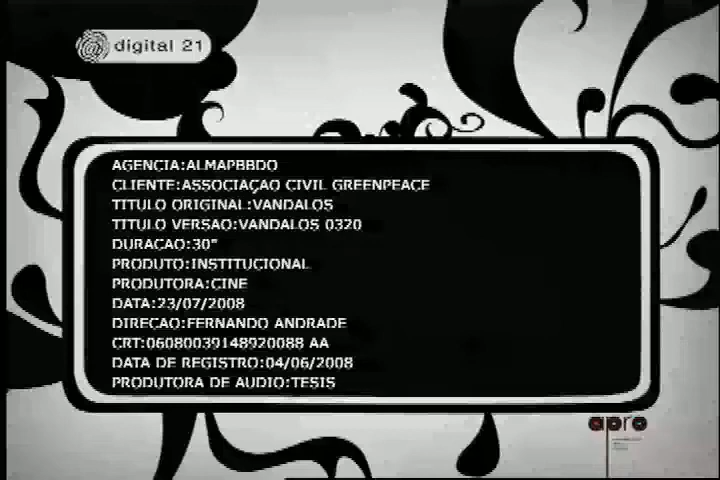 digital 21
AGENCIA:ALMAPBBDO
CLIENTE:ASSOCIAÇAO CIVIL GREENPEACE
TITULO ORIGINAL:VANDALOS
TITULO VERSAO:VANDALOS 0320
DURACAO:30"
PRODUTO:INSTITUCIONAL
PRODUTORA:CINE
DATA:23/07/2008
DIREÇAO:FERNANDO ANDRADE
CRT:06080039148920088 AA
DATA DE REGISTRO:04/06/2008
PRODUTORA DE AUDIO:TESIS
apro